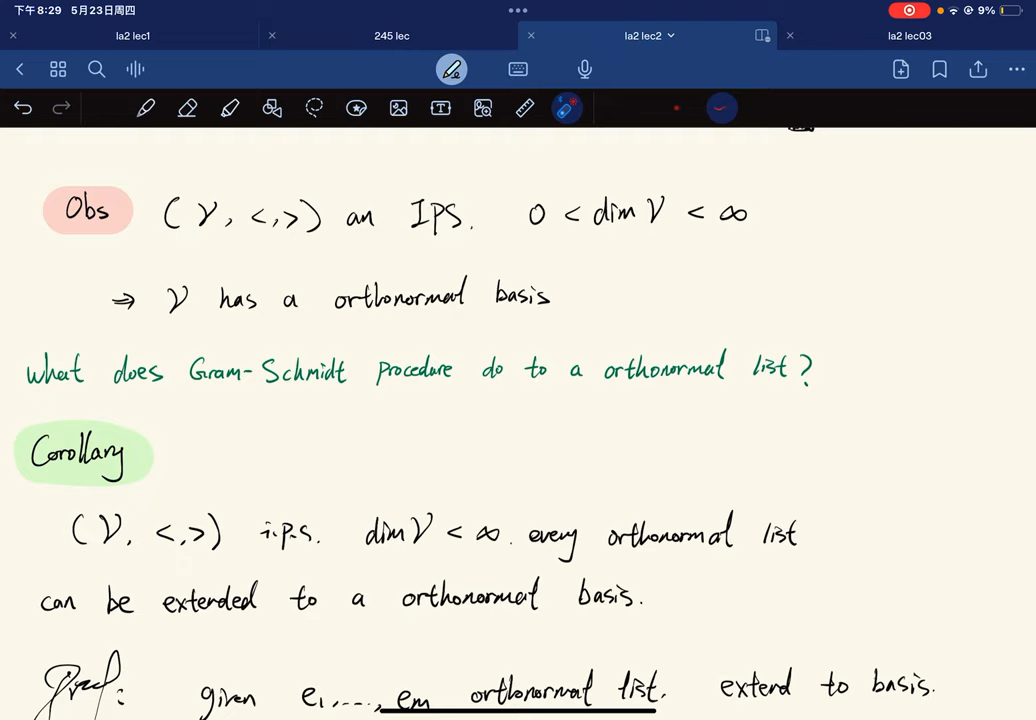 下午8:29 5月23日周四
9%
la2 lec1
245 lec
la2 lec2
la2 lec03
Obs (V, <,>) an IPS. 0 < dim V < ∞
⇒ V has a orthonormal basis
What does Gram-Schmidt procedure do to a orthonormal list?
Corollary
(V, <,>) i.p.s. dim V < ∞. every orthonormal list
can be extended to a orthonormal basis.
Proof: given e1,..., em orthonormal list. extend to basis.